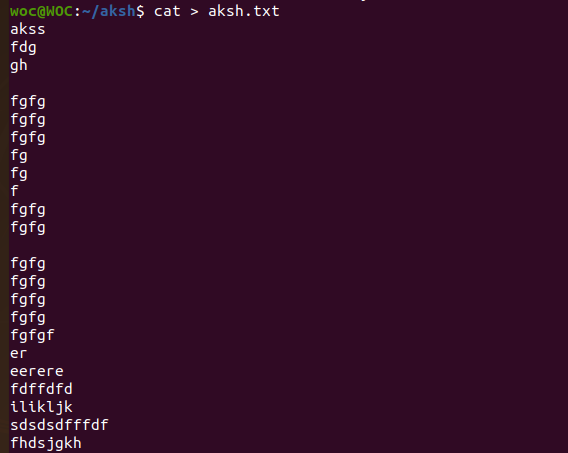 woc@WOC:~/aksh$ cat > aksh.txt
akss
fdg
gh

fgfg
fgfg
fgfg
fg
fg
f
fgfg
fgfg

fgfg
fgfg
fgfg
fgfg
fgfgf
er
eerere
fdffdfd
ilikljk
sdsdsdfffdf
fhdsjgkh